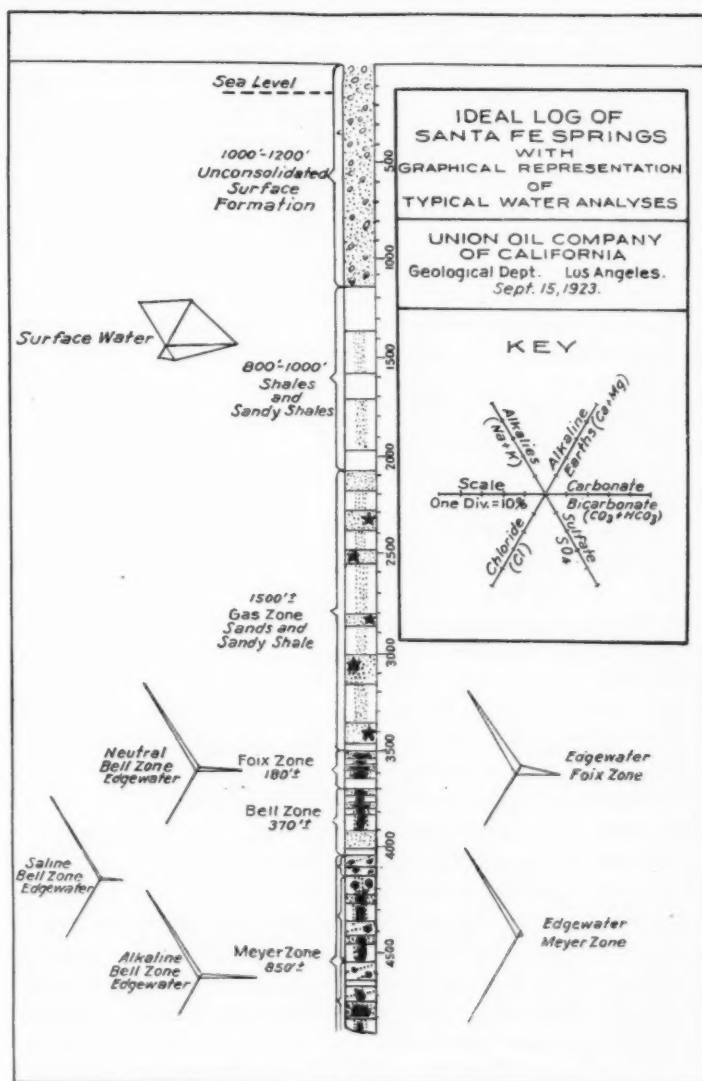 Sea Level
1000'-1200'
Unconsolidated
Surface
Formation
Surface Water
800'-1000'
Shales
and
Sandy Shales
1500'±
Gas Zone
Sands and
Sandy Shale
Neutral
Bell Zone
Edgewater
Foix Zone
180'±
Bell Zone
370'±
Saline
Bell Zone
Edgewater
Alkaline
Bell Zone
Edgewater
Meyer Zone
850'±
500
1000
1500
2000
2500
3000
3500
4000
4500
IDEAL LOG OF
SANTA FE SPRINGS
WITH
GRAPHICAL REPRESENTATION
OF
TYPICAL WATER ANALYSES
UNION OIL COMPANY
OF CALIFORNIA
Geological Dept. Los Angeles.
Sept. 15, 1923.
KEY
Alkalies
(Na+K)
Alkaline
Earths (Ca+Mg)
Scale
One Div.=10%
Carbonate
Bicarbonate
(CO3+HCO3)
Chloride
(Cl)
Sulfate
SO4
Edgewater
Foix Zone
Edgewater
Meyer Zone